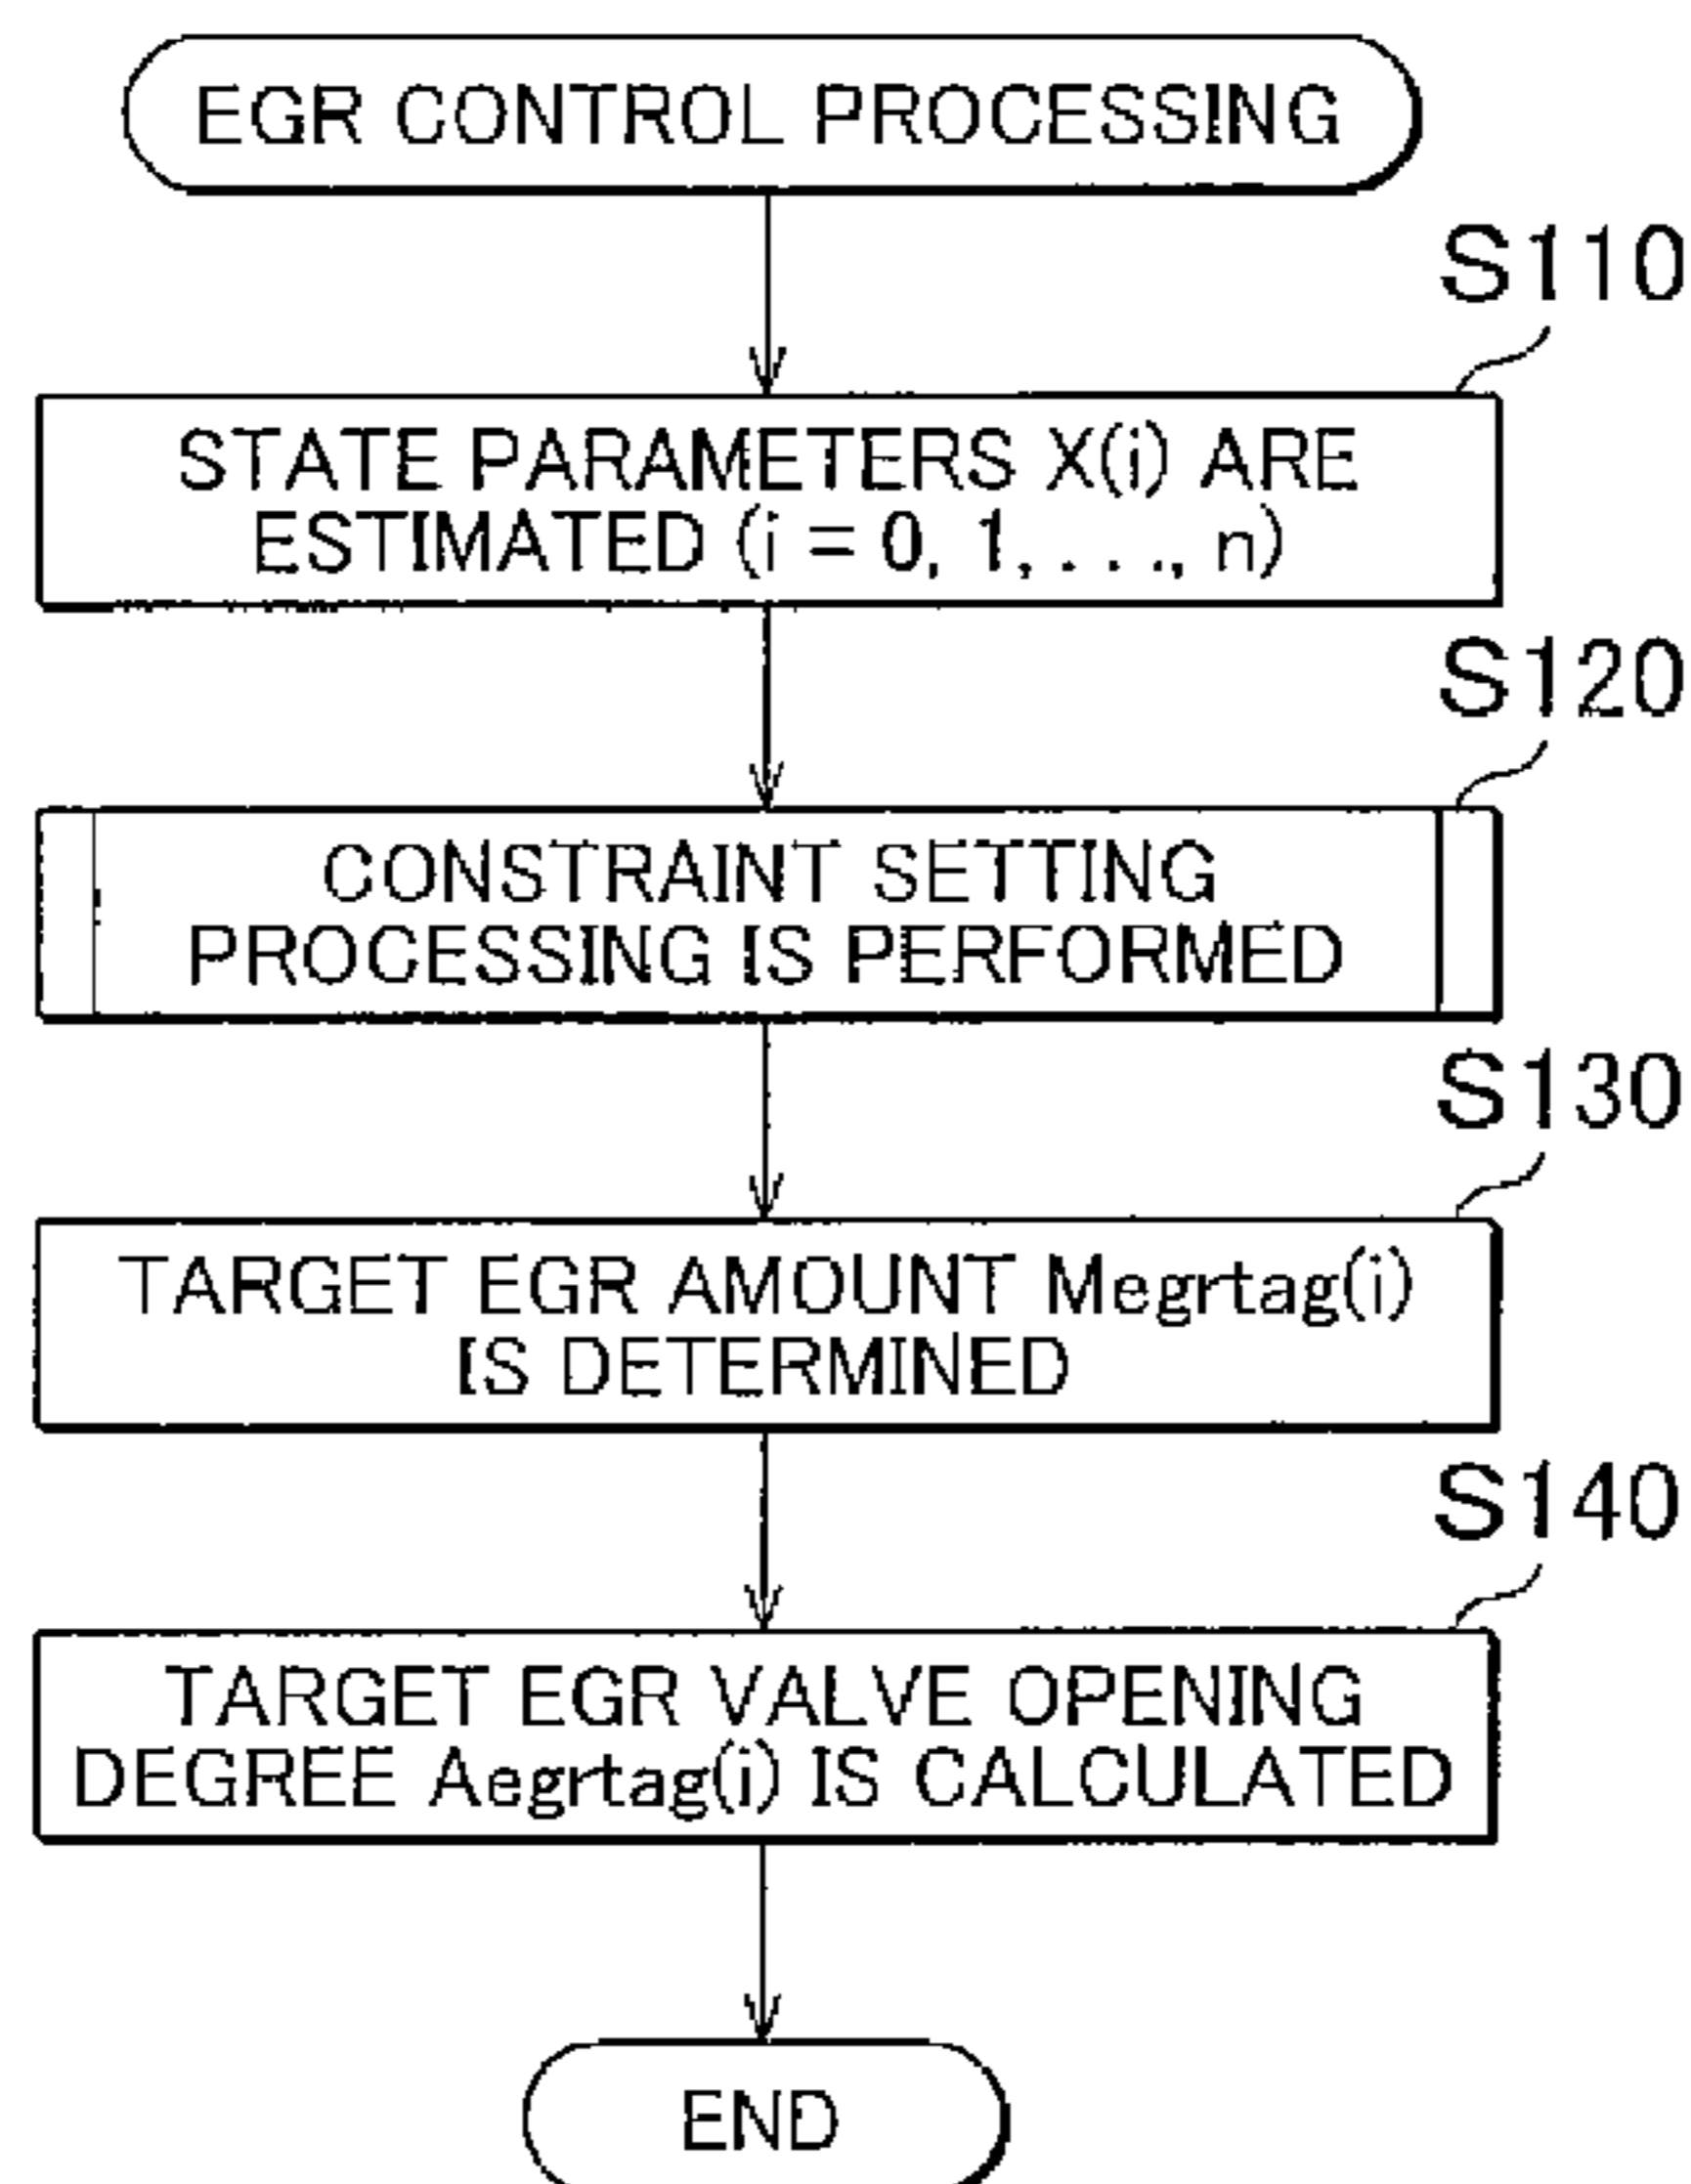 EGR CONTROL PROCESSING
S110
STATE PARAMETERS X(i) ARE
ESTIMATED (i = 0, 1, . . ., n)
S120
CONSTRAINT SETTING
PROCESSING IS PERFORMED
S130
TARGET EGR AMOUNT Megrtag(i)
IS DETERMINED
S140
TARGET EGR VALVE OPENING
DEGREE Aegrtag(i) IS CALCULATED
END